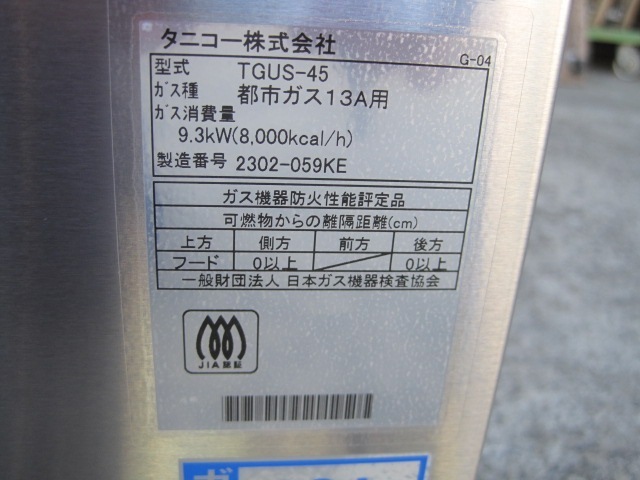 タニコー株式会社
G-04
型式 TGUS-45
ガス種 都市ガス13A用
ガス消費量
9.3kW(8,000kcal/h)
製造番号 2302-059KE
ガス機器防火性能評定品
可燃物からの離隔距離(cm)
上方 側方 前方 後方
フード 0以上 0以上
一般財団法人 日本ガス機器検査協会
JIA認証